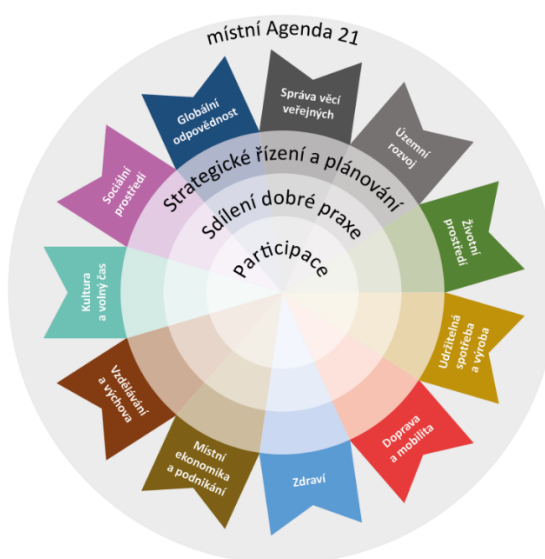 místní Agenda 21
Strategické řízení a plánování
Sdílení dobré praxe
Participace
Správa věcí
veřejných
Územní
rozvoj
Životní
prostředí
Udržitelná
spotřeba
a výroba
Doprava
a mobilita
Zdraví
Místní
ekonomika
a podnikání
Vzdělávání
a výchova
Kultura
a volný čas
Sociální
prostředí
Globální
odpovědnost